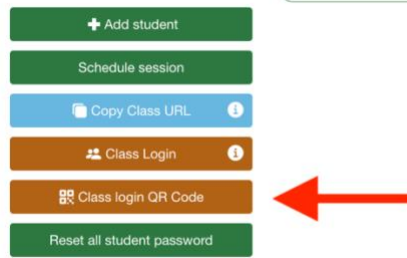 Add student
Schedule session
Copy Class URL
Class Login
Class login QR Code
Reset all student password